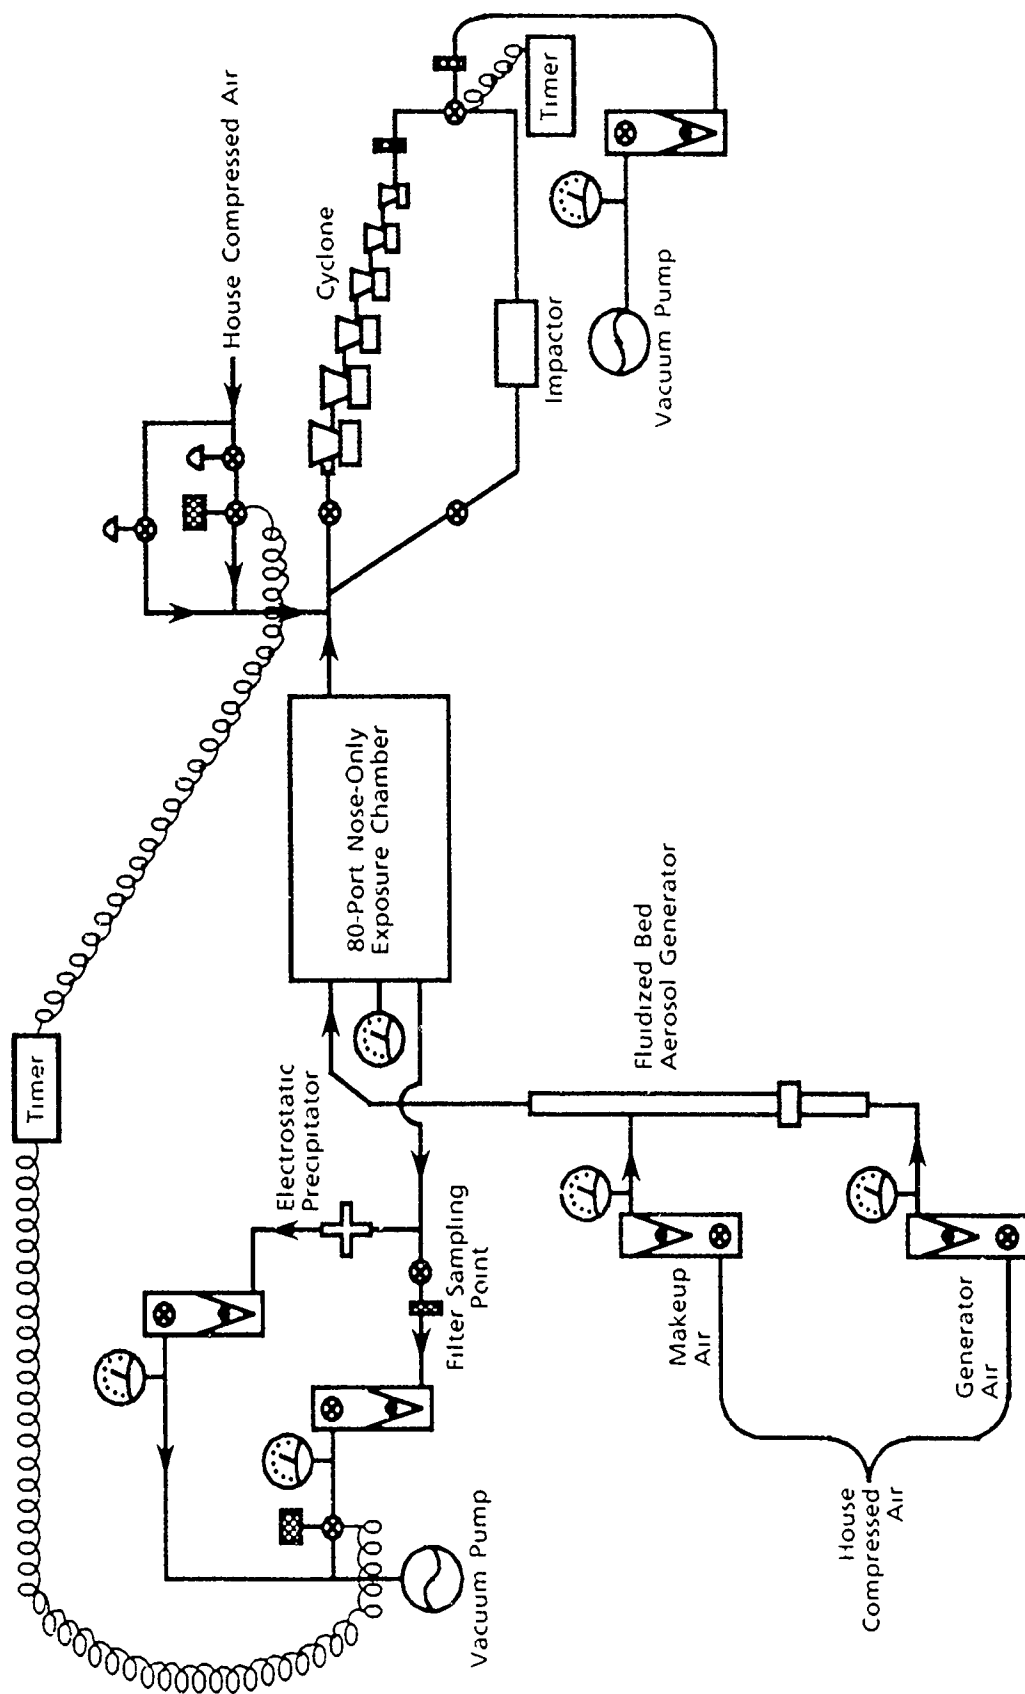 Timer
House Compressed Air
Cyclone
Timer
Vacuum Pump
Impactor
80-Port Nose-Only
Exposure Chamber
Electrostatic
Precipitator
Filter Sampling
Point
Vacuum Pump
Fluidized Bed
Aerosol Generator
Makeup
Air
Generator
Air
House
Compressed
Air